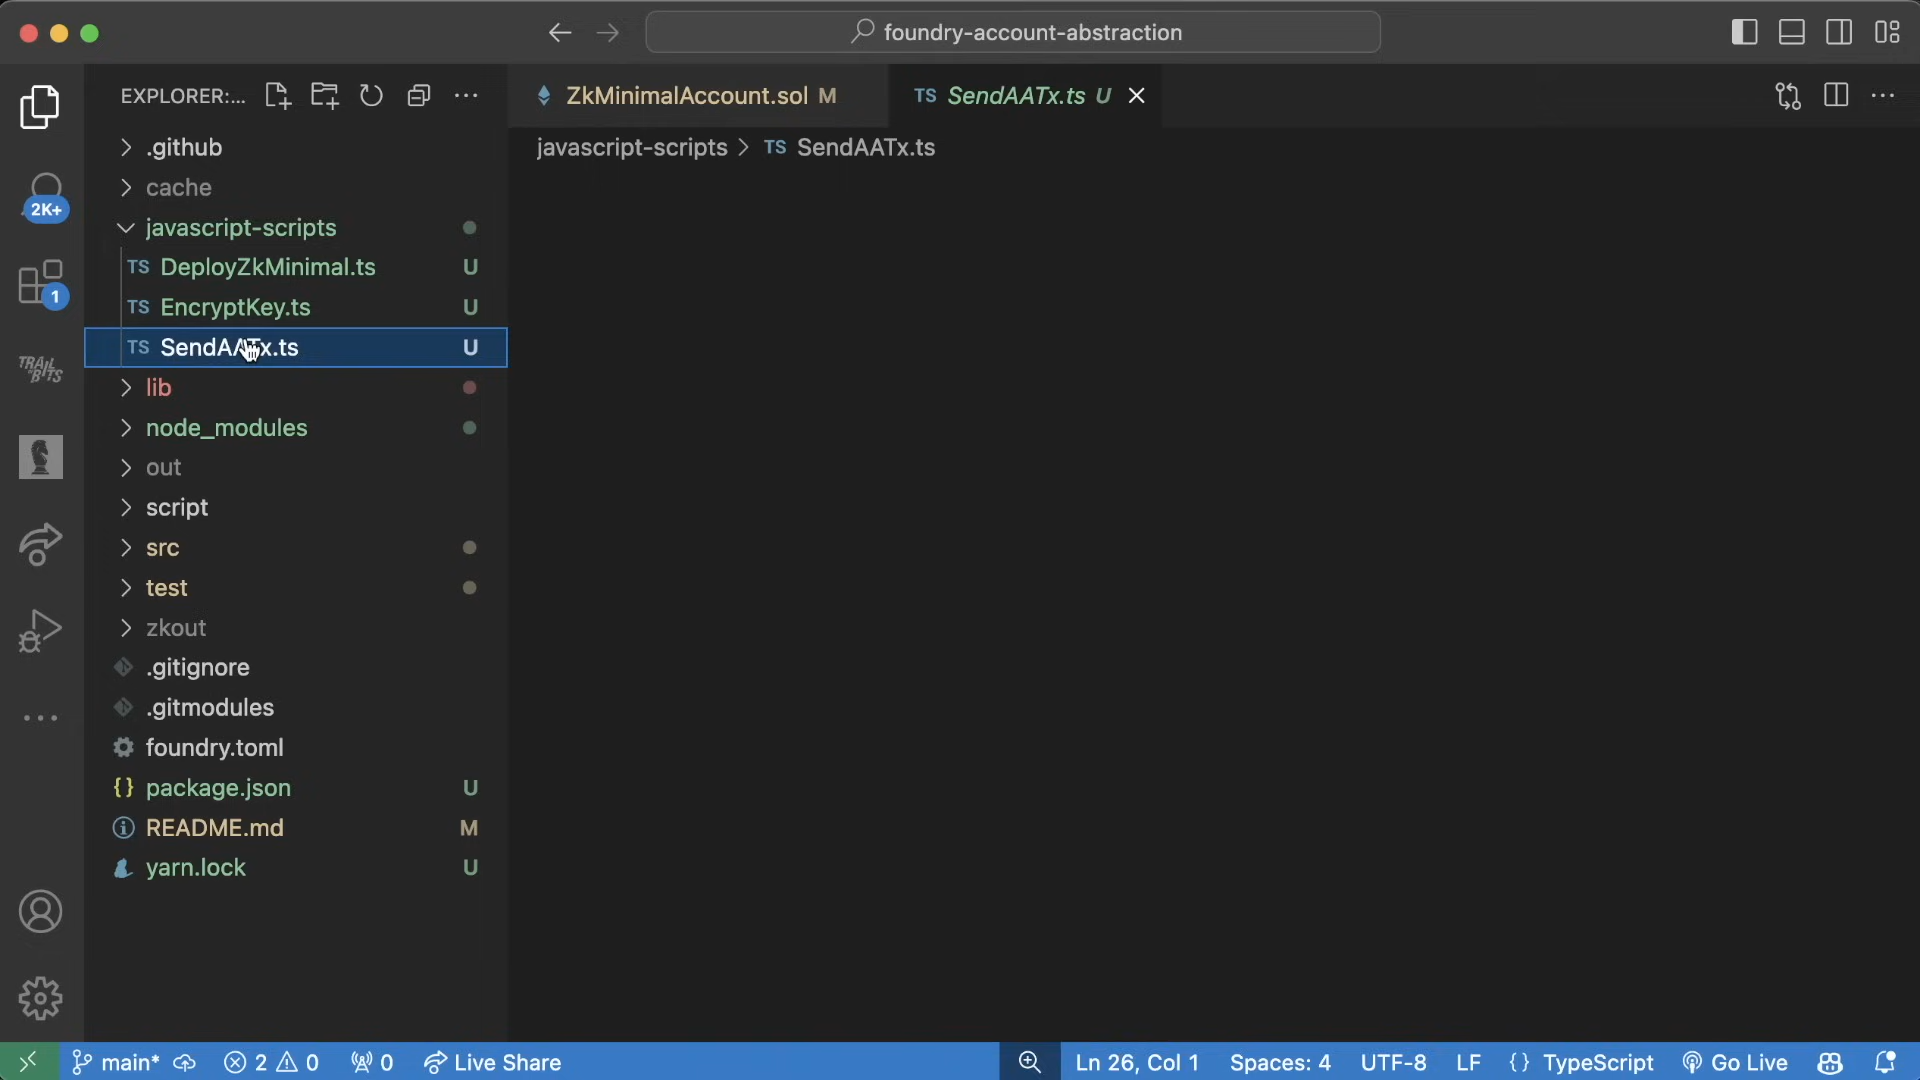 foundry-account-abstraction
EXPLORER:...
ZkMinimalAccount.sol M
TS SendAATx.ts U
javascript-scripts > TS SendAATx.ts
.github
cache
javascript-scripts
TS DeployZkMinimal.ts U
TS EncryptKey.ts U
TS SendAATx.ts U
lib
node_modules
out
script
src
test
zkout
.gitignore
.gitmodules
foundry.toml
{} package.json U
README.md M
yarn.lock U
2K+
1
TRAIL OF BITS
main* 2 0 0 Live Share
Ln 26, Col 1 Spaces: 4 UTF-8 LF {} TypeScript Go Live